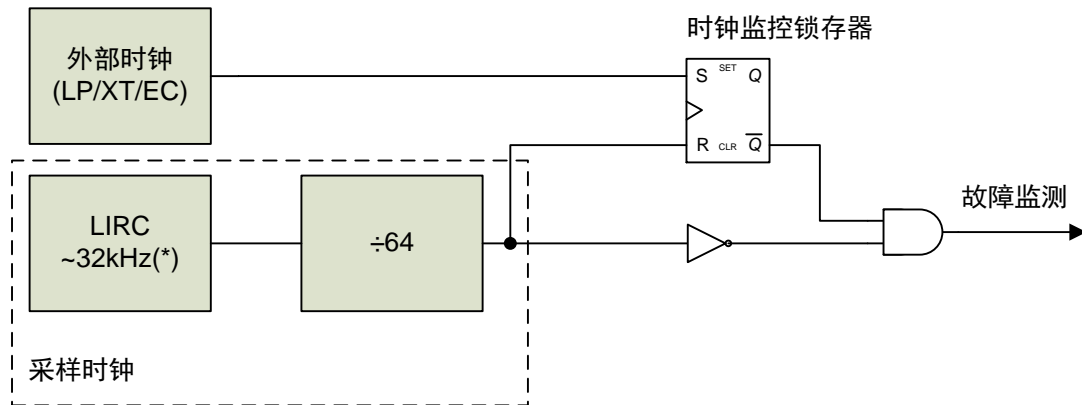 时钟监控锁存器
外部时钟
(LP/XT/EC)
S SET Q
R CLR Q̅
LIRC
~32kHz(*)
÷64
故障监测
采样时钟